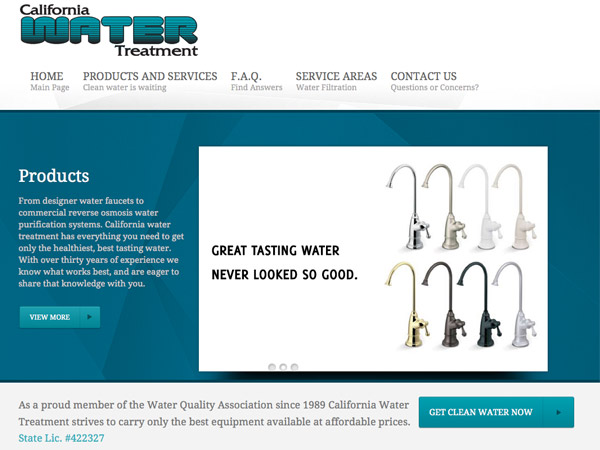 California
WATER
Treatment
HOME
Main Page
PRODUCTS AND SERVICES
Clean water is waiting
F.A.Q.
Find Answers
SERVICE AREAS
Water Filtration
CONTACT US
Questions or Concerns?
Products
From designer water faucets to
commercial reverse osmosis water
purification systems. California water
treatment has everything you need to get
only the healthiest, best tasting water.
With over thirty years of experience we
know what works best, and are eager to
share that knowledge with you.
VIEW MORE
GREAT TASTING WATER
NEVER LOOKED SO GOOD.
As a proud member of the Water Quality Association since 1989 California Water
Treatment strives to carry only the best equipment available at affordable prices.
State Lic. #422327
GET CLEAN WATER NOW